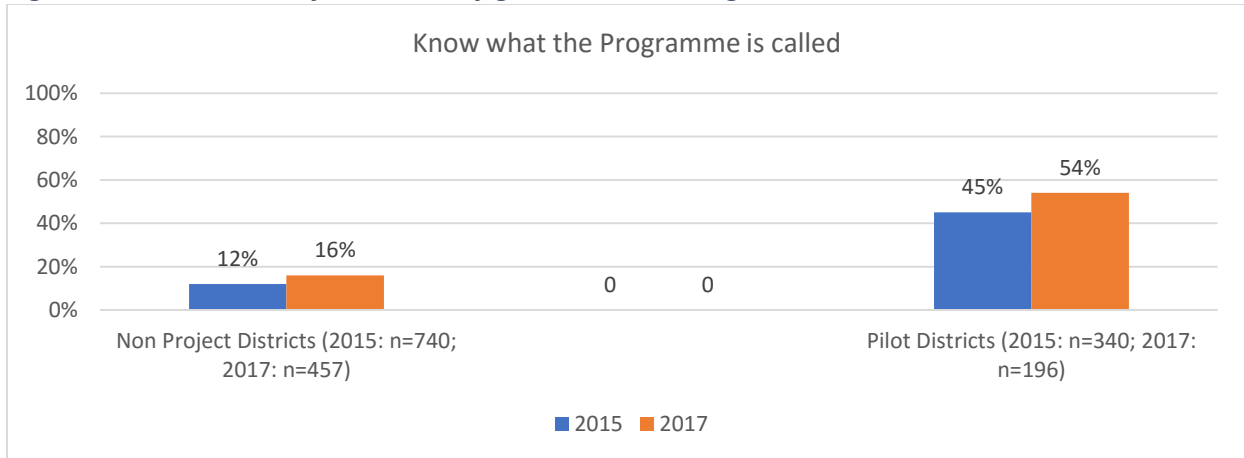 Know what the Programme is called
100%
80%
60%
40%
20%
0%
12%
16%
0
0
45%
54%
Non Project Districts (2015: n=740;
2017: n=457)
Pilot Districts (2015: n=340; 2017:
n=196)
2015
2017